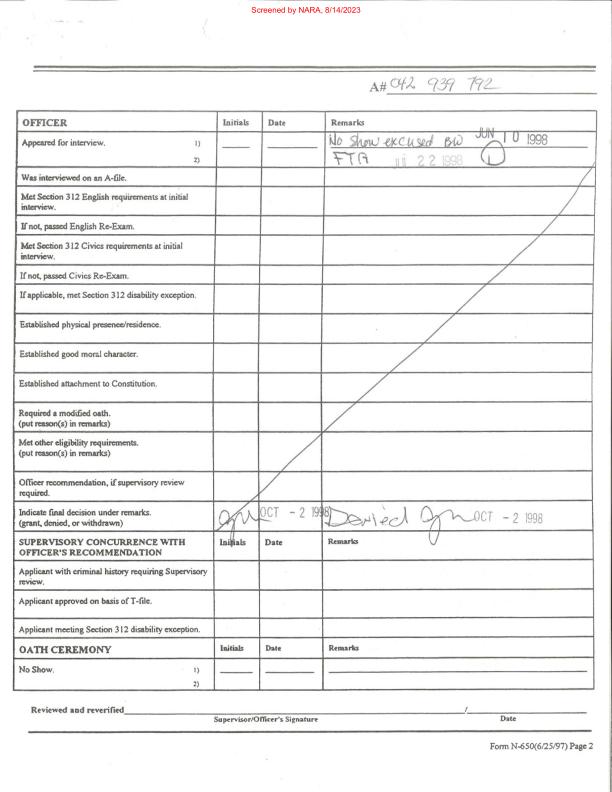 Screened by NARA, 8/14/2023
A# 042 939 792
OFFICER Initials Date Remarks
Appeared for interview. 1) No Show excused BW JUN 10 1998
2) FTA 22 1998
Was interviewed on an A-file.
Met Section 312 English requirements at initial
interview.
If not, passed English Re-Exam.
Met Section 312 Civics requirements at initial
interview.
If not, passed Civics Re-Exam.
If applicable, met Section 312 disability exception.
Established physical presence/residence.
Established good moral character.
Established attachment to Constitution.
Required a modified oath.
(put reason(s) in remarks)
Met other eligibility requirements.
(put reason(s) in remarks)
Officer recommendation, if supervisory review
required.
Indicate final decision under remarks.
(grant, denied, or withdrawn) OCT - 2 1998 Denied OCT - 2 1998
SUPERVISORY CONCURRENCE WITH
OFFICER'S RECOMMENDATION Initials Date Remarks
Applicant with criminal history requiring Supervisory
review.
Applicant approved on basis of T-file.
Applicant meeting Section 312 disability exception.
OATH CEREMONY Initials Date Remarks
No Show. 1)
2)
Reviewed and reverified / 
Supervisor/Officer's Signature Date
Form N-650(6/25/97) Page 2